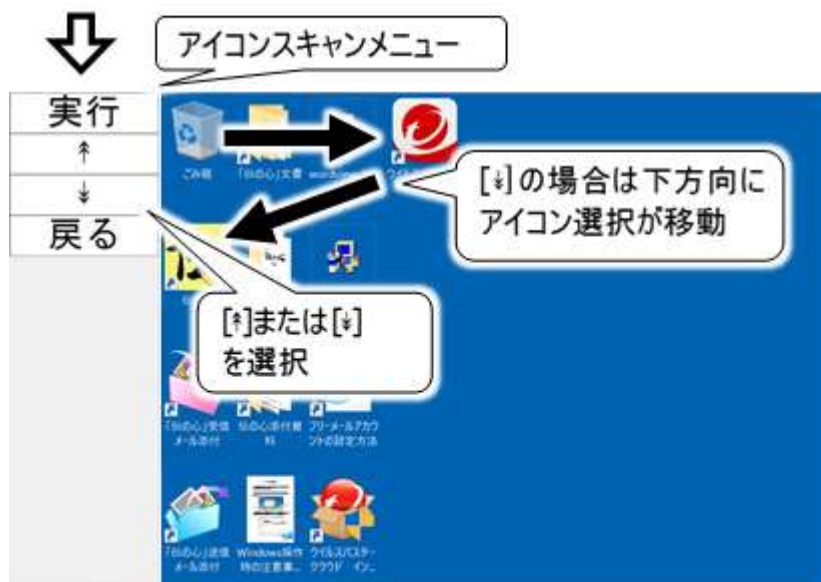 アイコンスキャンメニュー
実行
↟
↡
戻る
[↡]の場合は下方向に
アイコン選択が移動
[↟]または[↡]
を選択
ごみ箱
「伝の心」文書
「伝の心」受信
メール添付
伝の心添付資
料
フリーメールアカウ
ントの設定方法
「伝の心」送信
メール添付
Windows操作
時の注意事...
ウイルスバスター
クラウド イン...